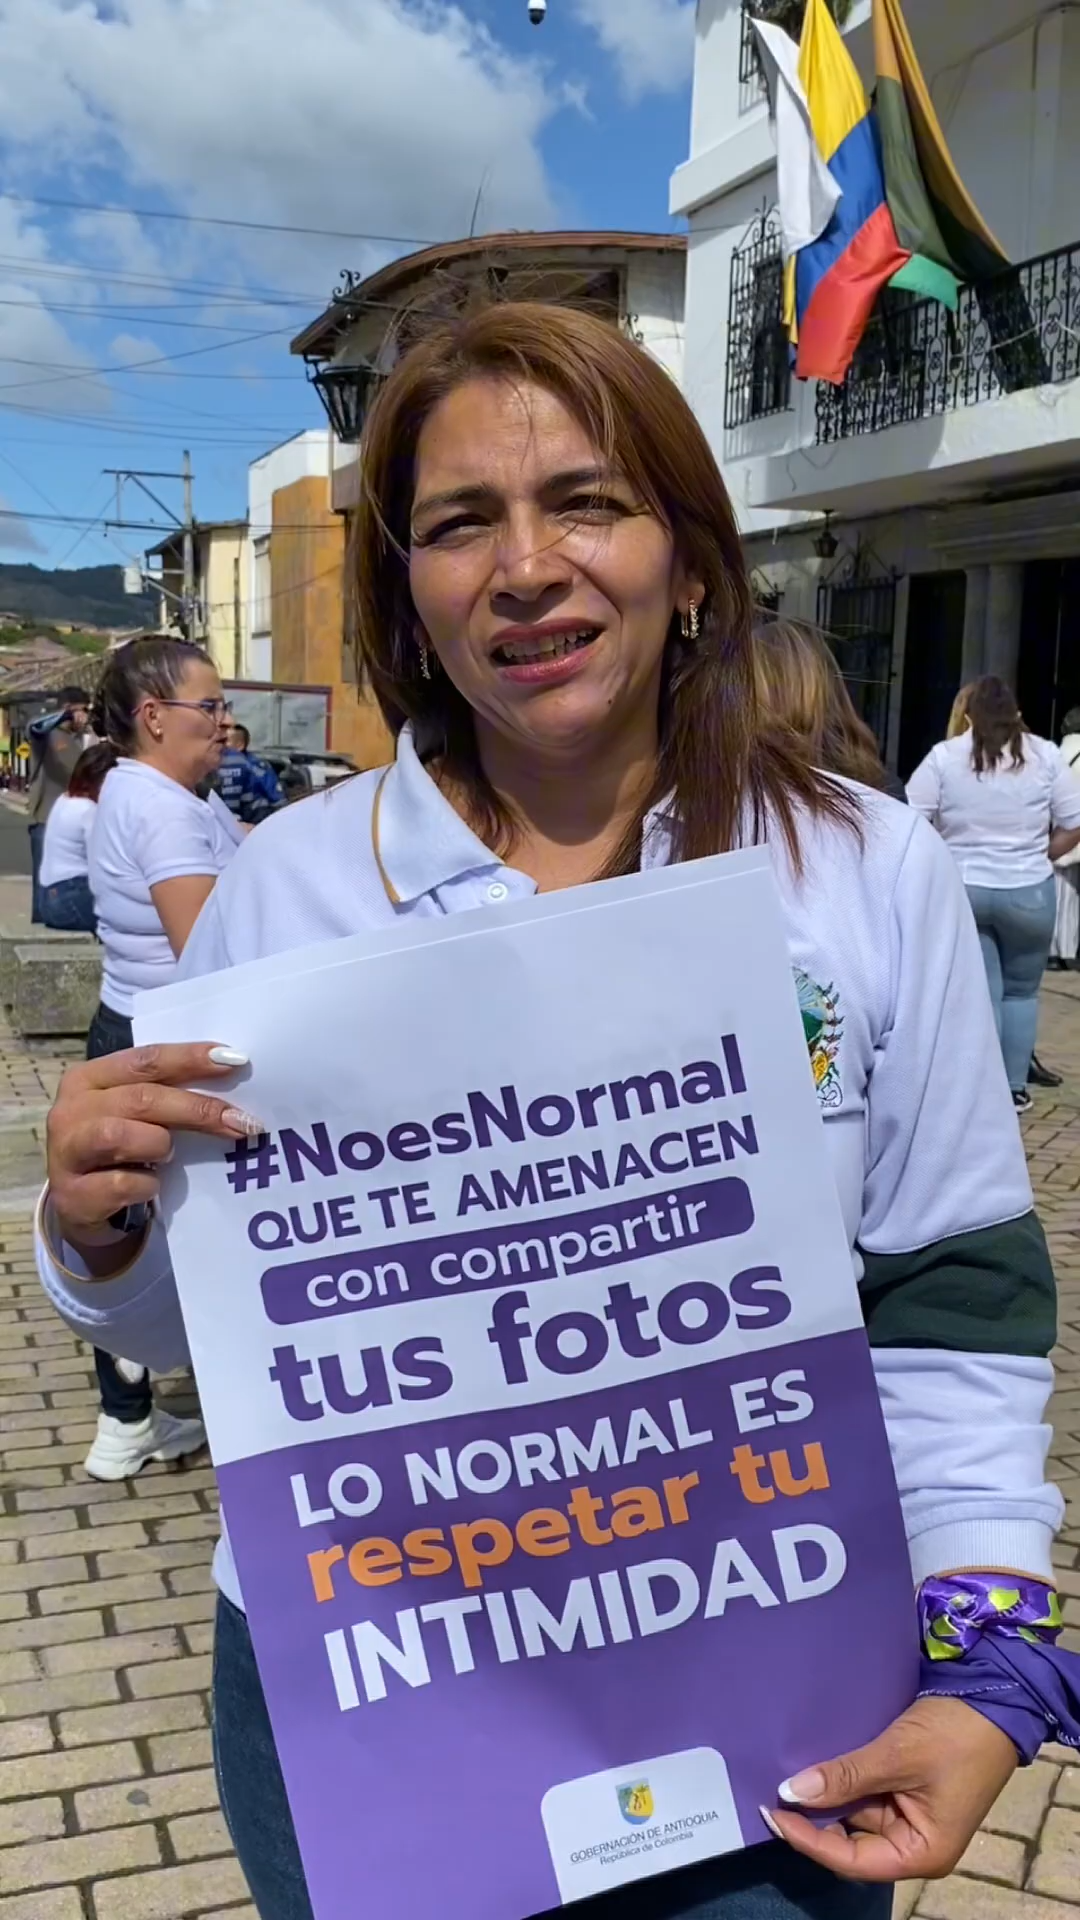 #NoesNormal
QUE TE AMENACEN
con compartir
tus fotos
LO NORMAL ES
respetar tu
INTIMIDAD
GOBERNACIÓN DE ANTIOQUIA
República de Colombia